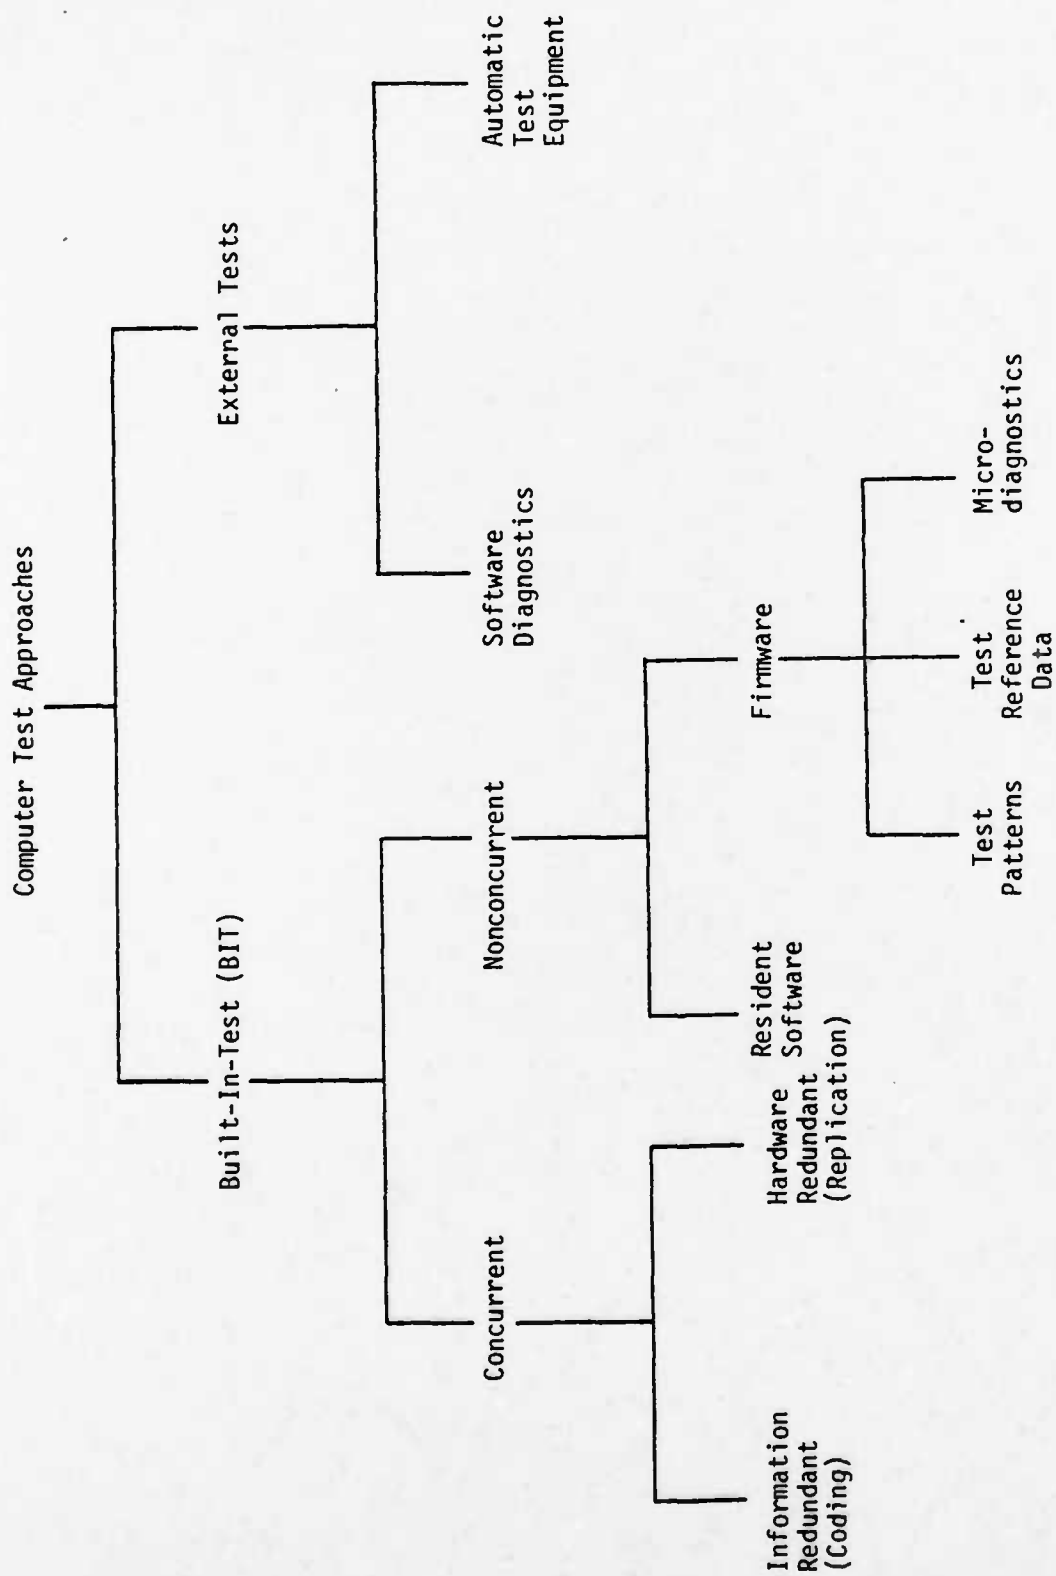 Computer Test Approaches
Built-In-Test (BIT)
External Tests
Concurrent
Nonconcurrent
Software
Diagnostics
Automatic
Test
Equipment
Information
Redundant
(Coding)
Hardware
Redundant
(Replication)
Resident
Software
Firmware
Test
Patterns
Test
Reference
Data
Micro-
diagnostics